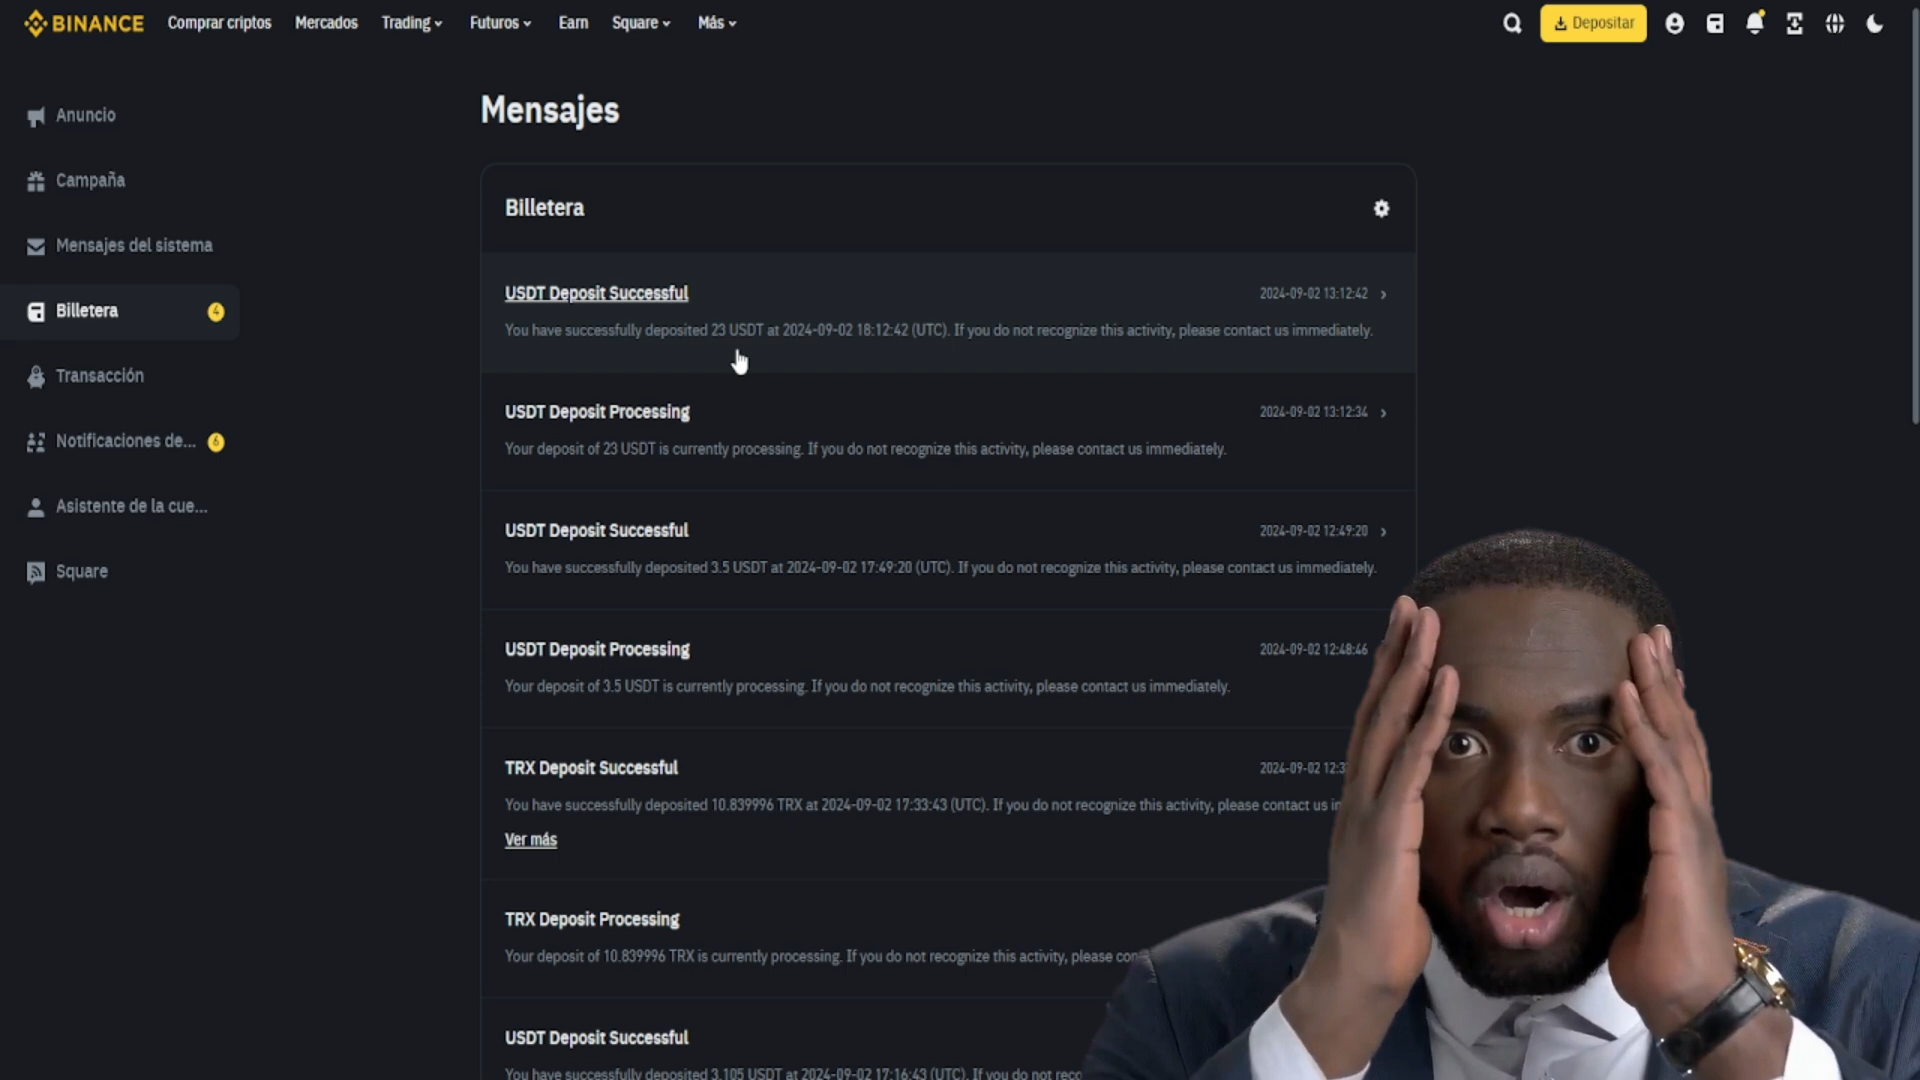 BINANCE Comprar criptos Mercados Trading Futuros Earn Square Más Depositar
Anuncio
Campaña
Mensajes del sistema
Billetera 4
Transacción
Notificaciones de... 6
Asistente de la cue...
Square
Mensajes
Billetera
USDT Deposit Successful 2024-09-02 13:12:42
You have successfully deposited 23 USDT at 2024-09-02 18:12:42 (UTC). If you do not recognize this activity, please contact us immediately.
USDT Deposit Processing 2024-09-02 13:12:34
Your deposit of 23 USDT is currently processing. If you do not recognize this activity, please contact us immediately.
USDT Deposit Successful 2024-09-02 12:49:20
You have successfully deposited 3.5 USDT at 2024-09-02 17:49:20 (UTC). If you do not recognize this activity, please contact us immediately.
USDT Deposit Processing 2024-09-02 12:48:46
Your deposit of 3.5 USDT is currently processing. If you do not recognize this activity, please contact us immediately.
TRX Deposit Successful 2024-09-02 12:3
You have successfully deposited 10.839996 TRX at 2024-09-02 17:33:43 (UTC). If you do not recognize this activity, please contact us
Ver más
TRX Deposit Processing
Your deposit of 10.839996 TRX is currently processing. If you do not recognize this activity, please
USDT Deposit Successful
You have successfully deposited 3.105 USDT at 2024-09-02 17:16:43 (UTC). If you do not